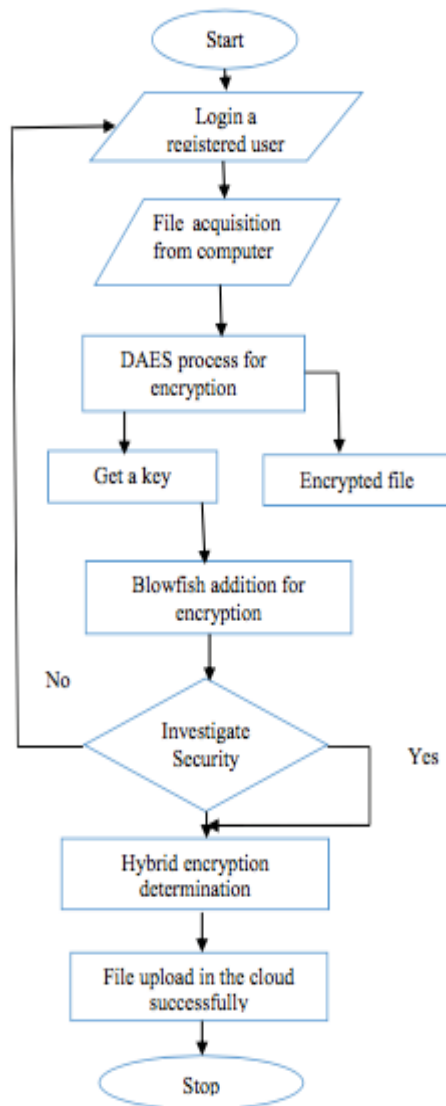 Start
Login a
registered user
File acquisition
from computer
DAES process for
encryption
Get a key
Encrypted file
Blowfish addition for
encryption
No
Investigate
Security
Yes
Hybrid encryption
determination
File upload in the cloud
successfully
Stop